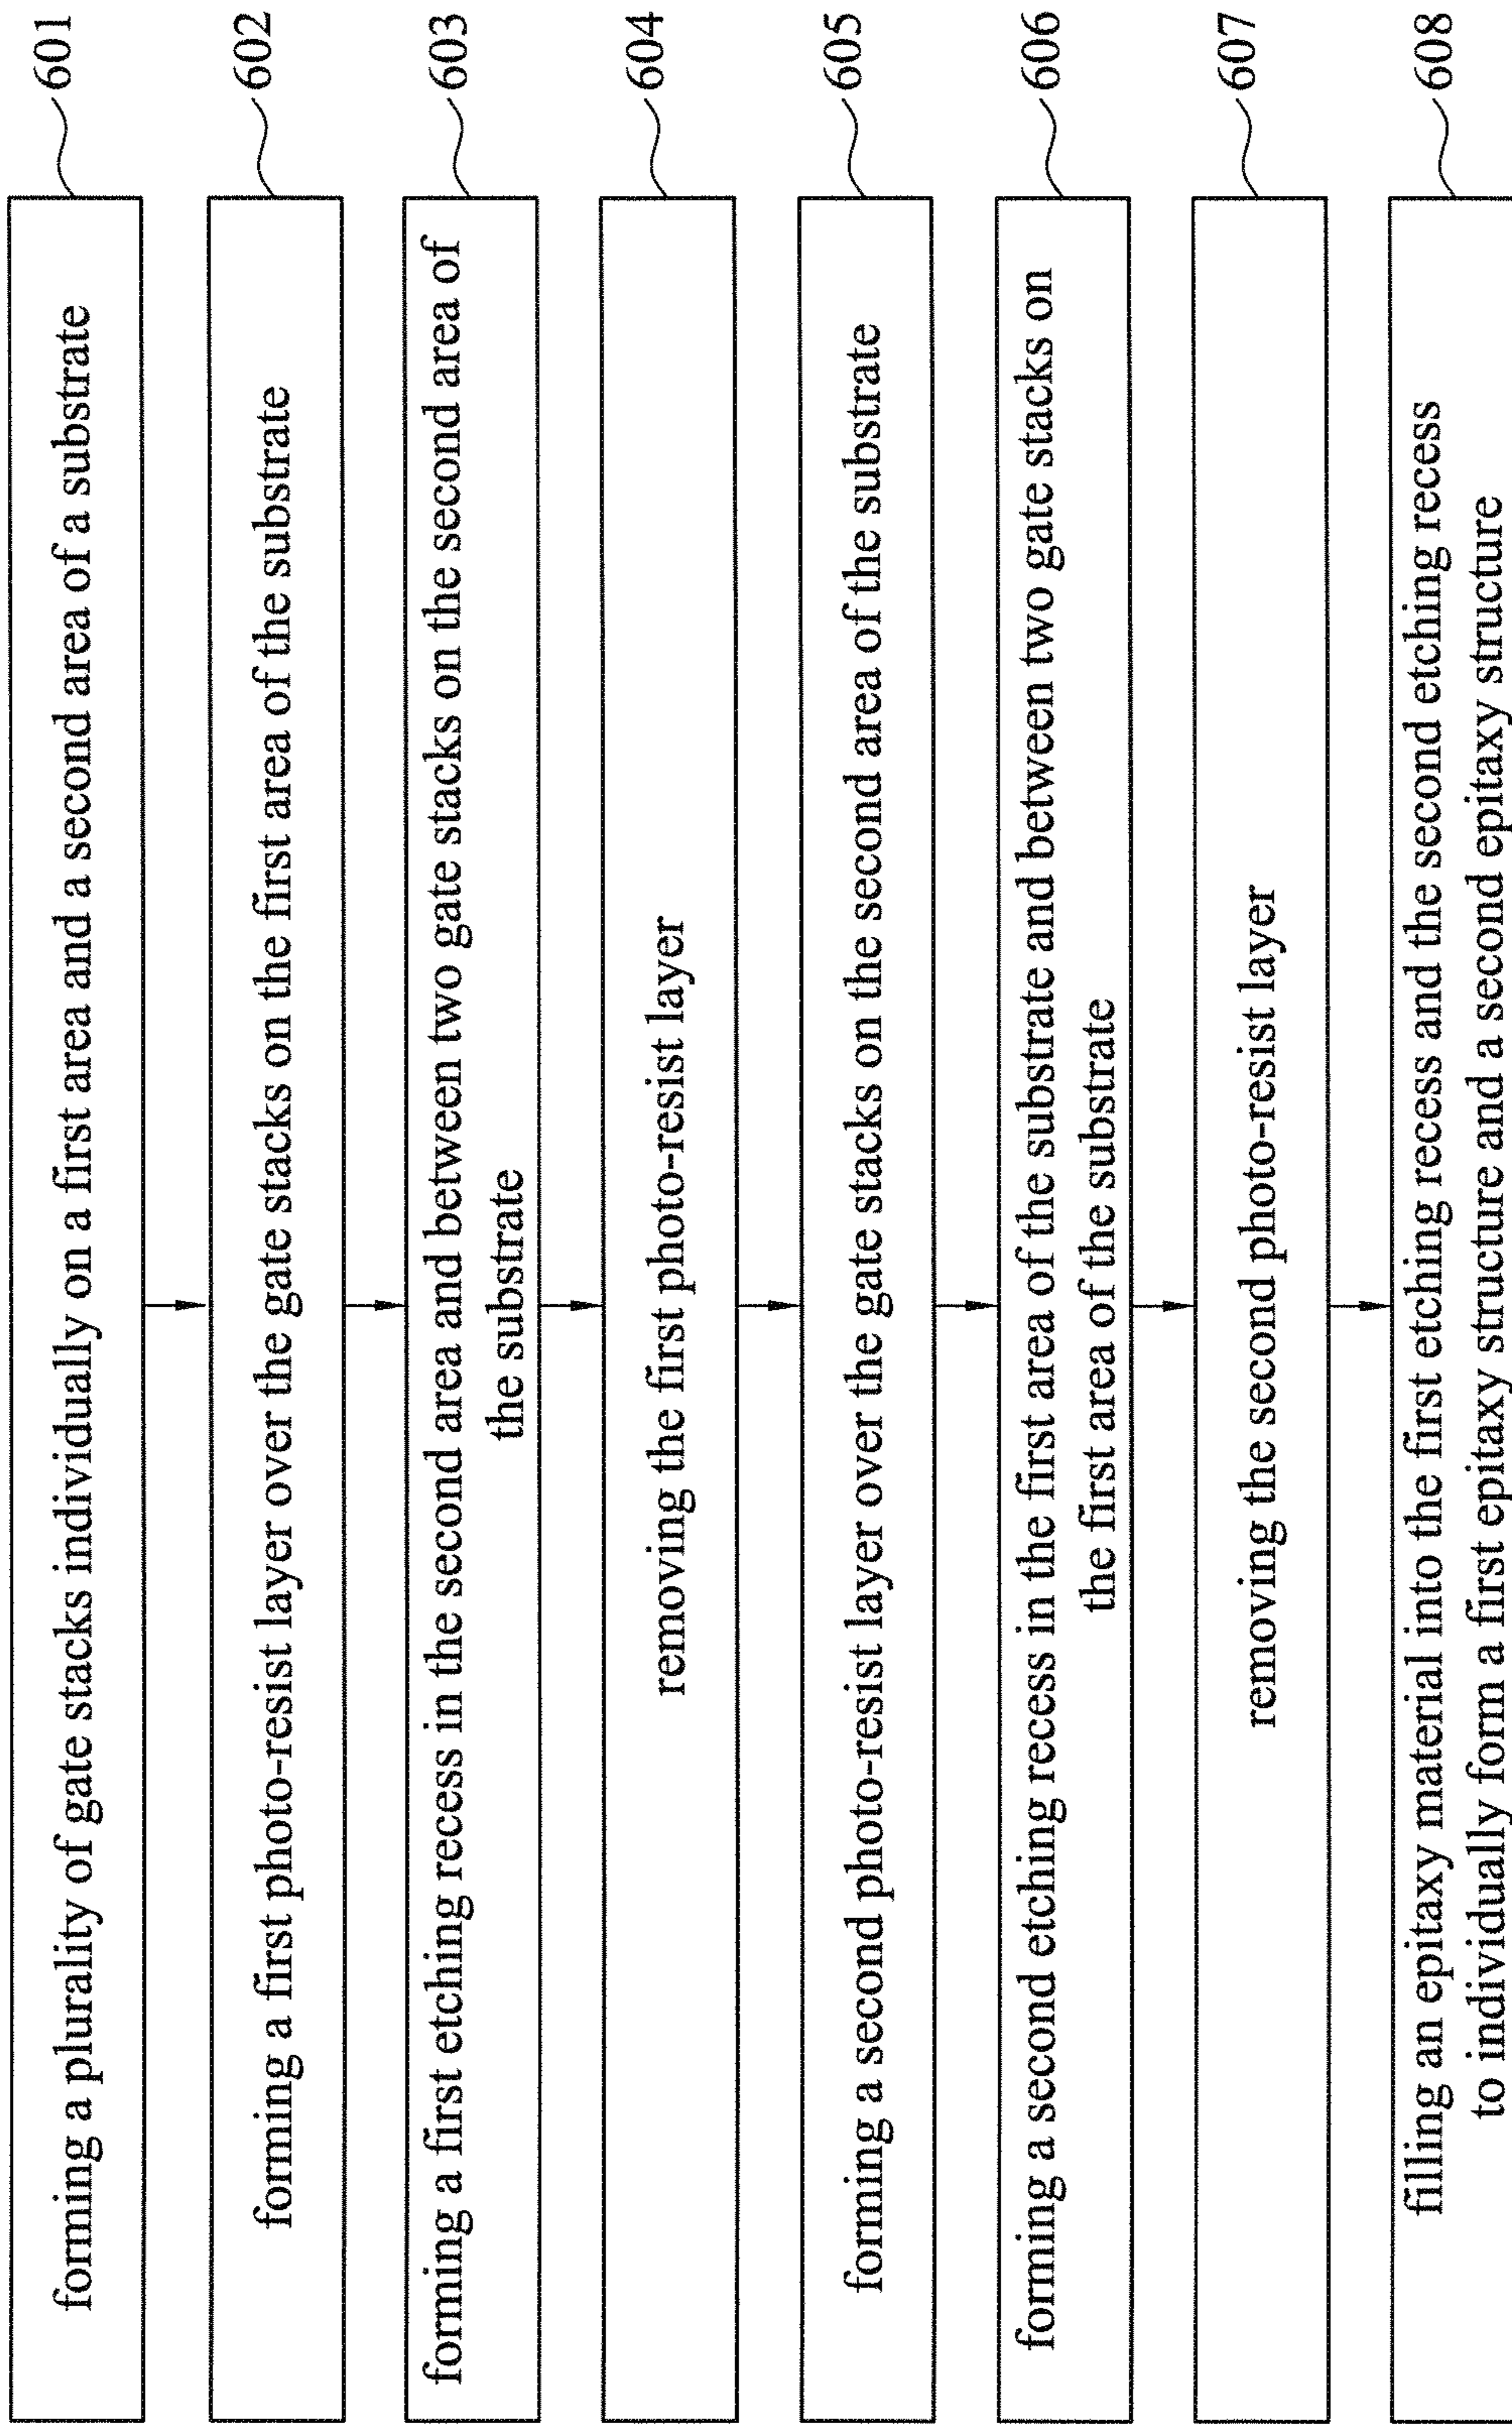 forming a plurality of gate stacks individually on a first area and a second area of a substrate
601
forming a first photo-resist layer over the gate stacks on the first area of the substrate
602
forming a first etching recess in the second area and between two gate stacks on the second area of
the substrate
603
removing the first photo-resist layer
604
forming a second photo-resist layer over the gate stacks on the second area of the substrate
605
forming a second etching recess in the first area of the substrate and between two gate stacks on
the first area of the substrate
606
removing the second photo-resist layer
607
filling an epitaxy material into the first etching recess and the second etching recess
to individually form a first epitaxy structure and a second epitaxy structure
608